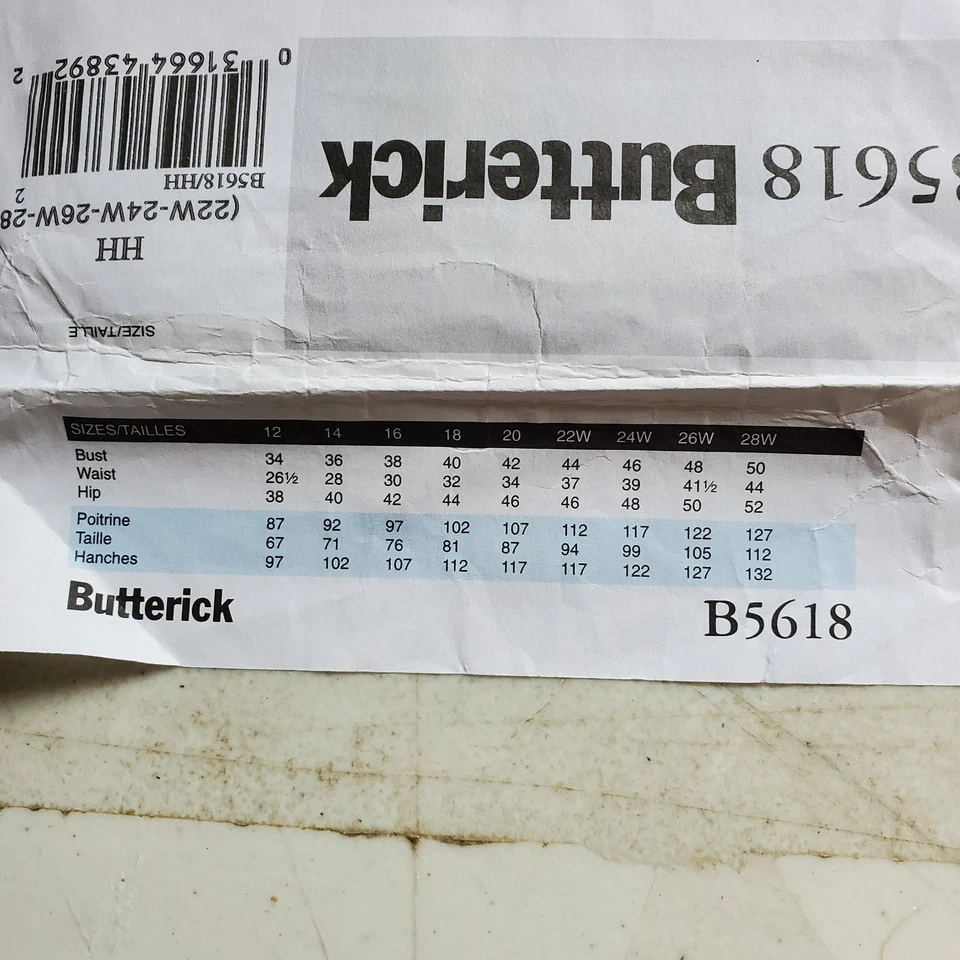 0 31664 43892 2
2
B5618/HH
(22W-24W-26W-28
HH
SIZE/TAILLE
B5618 Butterick
SIZES/TAILLES 12 14 16 18 20 22W 24W 26W 28W
Bust 34 36 38 40 42 44 46 48 50
Waist 26½ 28 30 32 34 37 39 41½ 44
Hip 38 40 42 44 46 46 48 50 52
Poitrine 87 92 97 102 107 112 117 122 127
Taille 67 71 76 81 87 94 99 105 112
Hanches 97 102 107 112 117 117 122 127 132
Butterick B5618